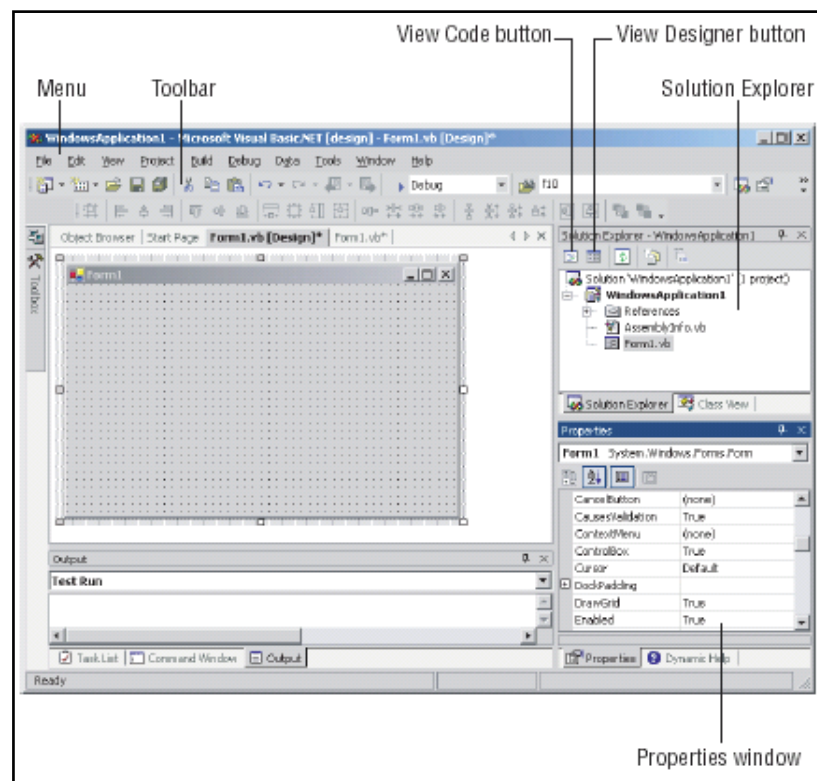 View Code button
View Designer button
Menu
Toolbar
Solution Explorer
WindowsApplication1 - Microsoft Visual Basic.NET [design] - Form1.vb [Design]*
File Edit View Project Build Debug Data Tools Window Help
Debug
f10
Object Browser
Start Page
Form1.vb [Design]*
Form1.vb*
Solution Explorer - WindowsApplication1
Toolbox
Form1
Solution 'WindowsApplication1' (1 project)
WindowsApplication1
References
AssemblyInfo.vb
Form1.vb
Solution Explorer
Class View
Properties
Form1 System.Windows.Forms.Form
CancelButton (none)
CausesValidation True
ContextMenu (none)
ControlBox True
Cursor Default
DockPadding
DrawGrid True
Enabled True
Output
Test Run
Task List
Command Window
Output
Properties
Dynamic Help
Ready
Properties window